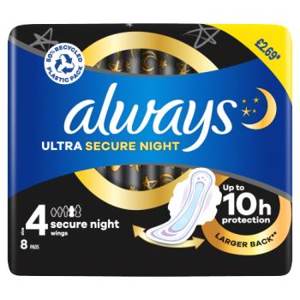 50% RECYCLED
PLASTIC PACK
£2.69*
always
ULTRA SECURE NIGHT
size
4
secure night
wings
8 PADS
Up to
10h
protection
LARGER BACK**